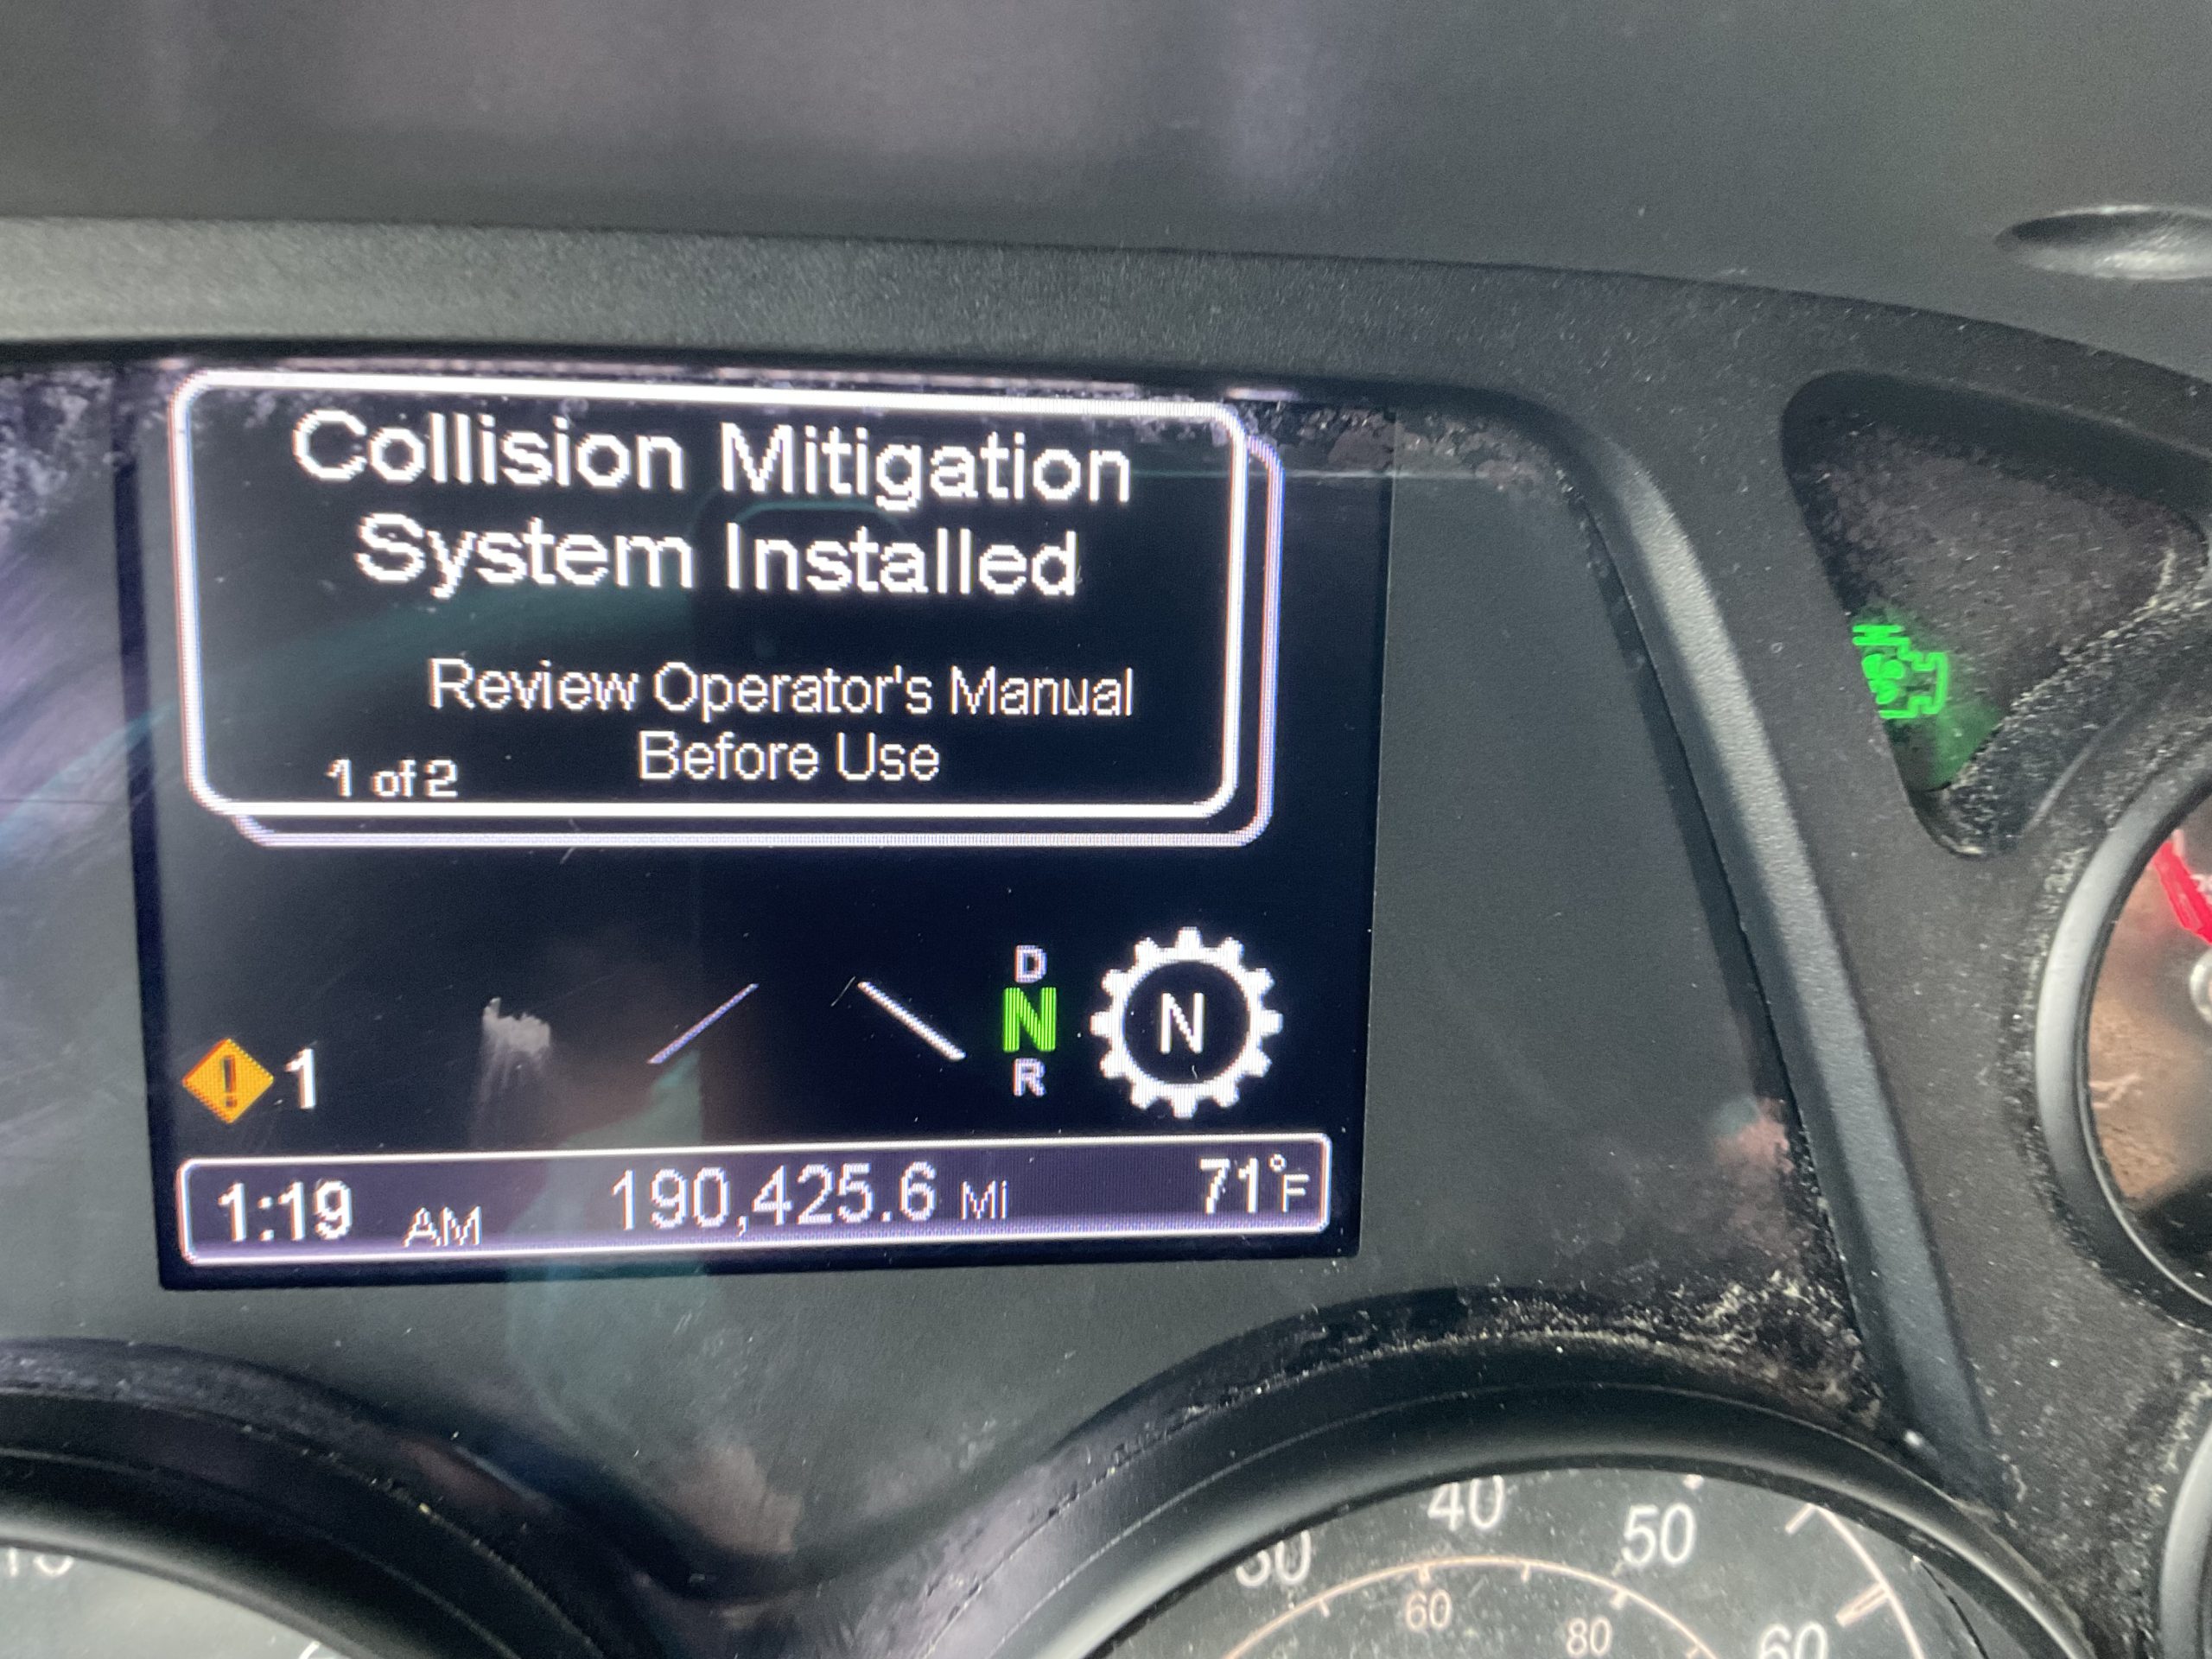 Collision Mitigation
System Installed
Review Operator's Manual
Before Use
1 of 2
D
N
R
N
! 1
1:19 AM 190,425.6 Mi 71°F
30 40 50 60
60 80